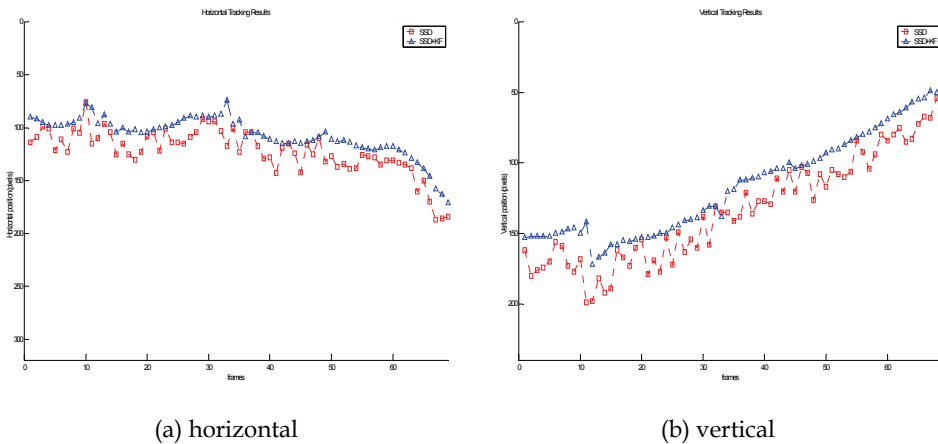 Horizontal Tracking Results
SSD
SSD+KF
Horizontal position(pixels)
0
50
100
150
200
250
300
0 10 20 30 40 50 60
frames
(a) horizontal
Vertical Tracking Results
SSD
SSD+KF
Vertical position(pixels)
0
50
100
150
200
0 10 20 30 40 50 60
frames
(b) vertical